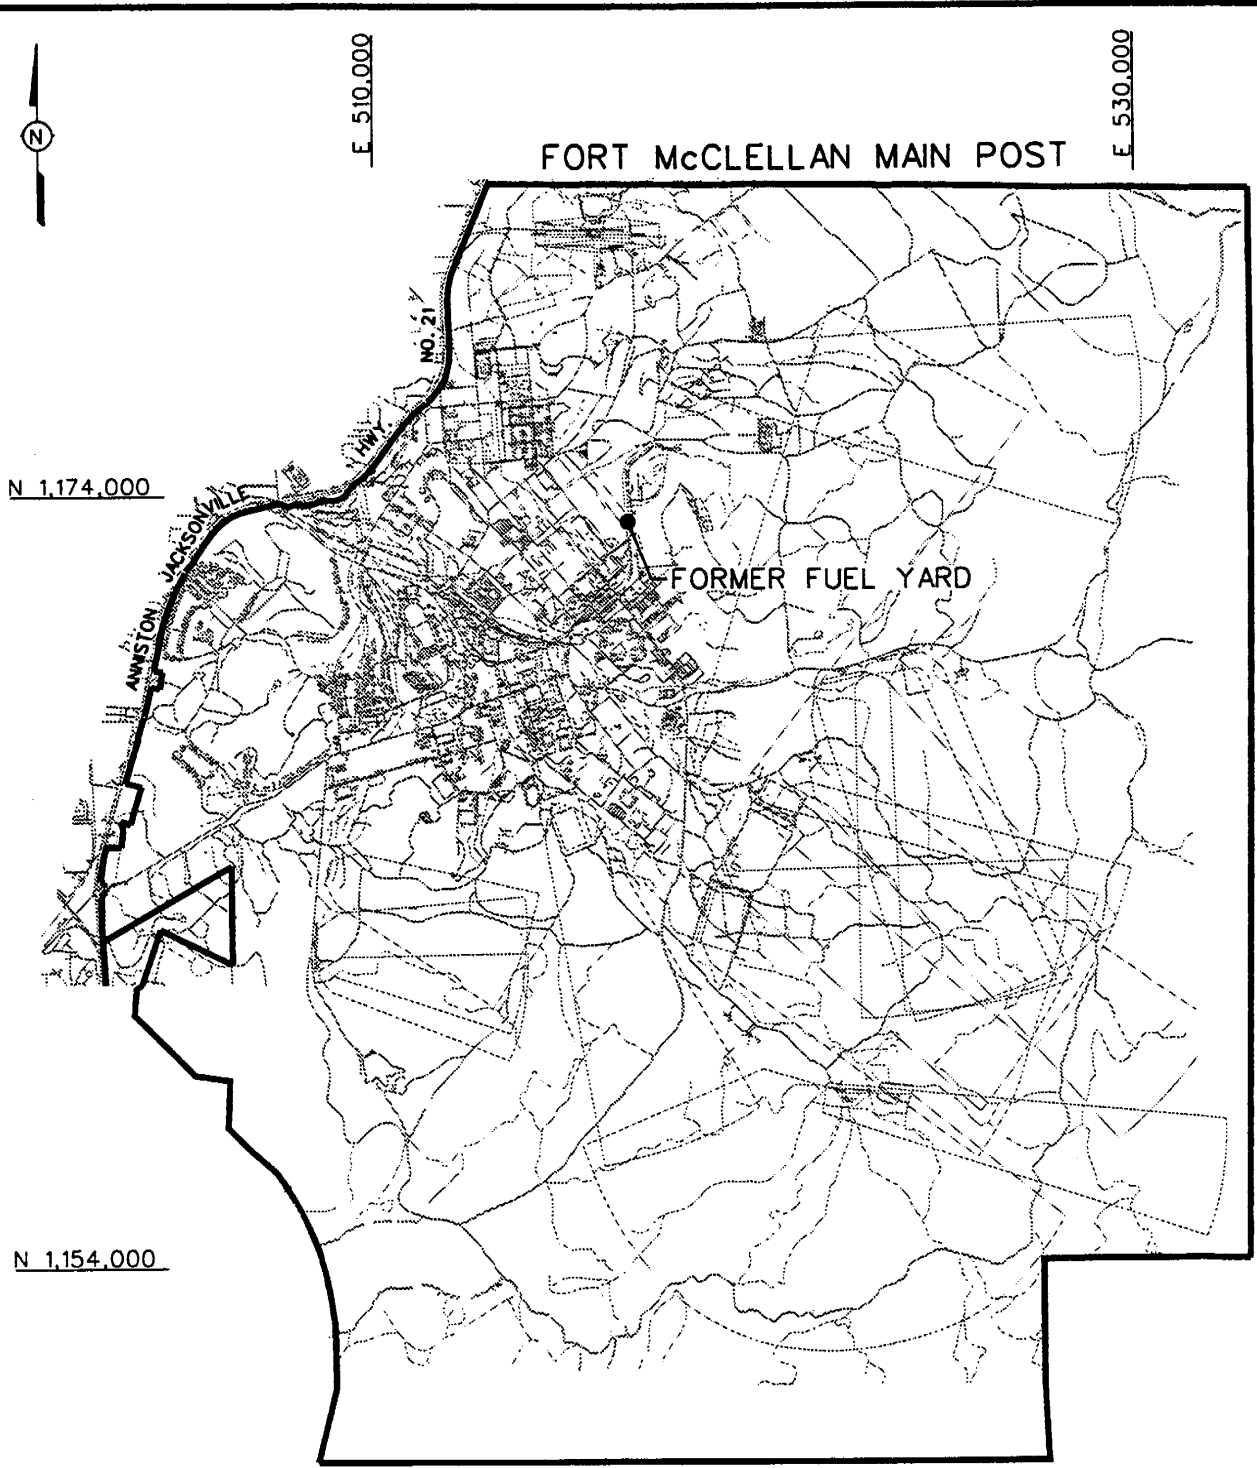 E 510,000
E 530,000
N
FORT McCLELLAN MAIN POST
NO. 21
HWY.
N 1,174,000
JACKSONVILLE
FORMER FUEL YARD
ANNISTON
N 1,154,000